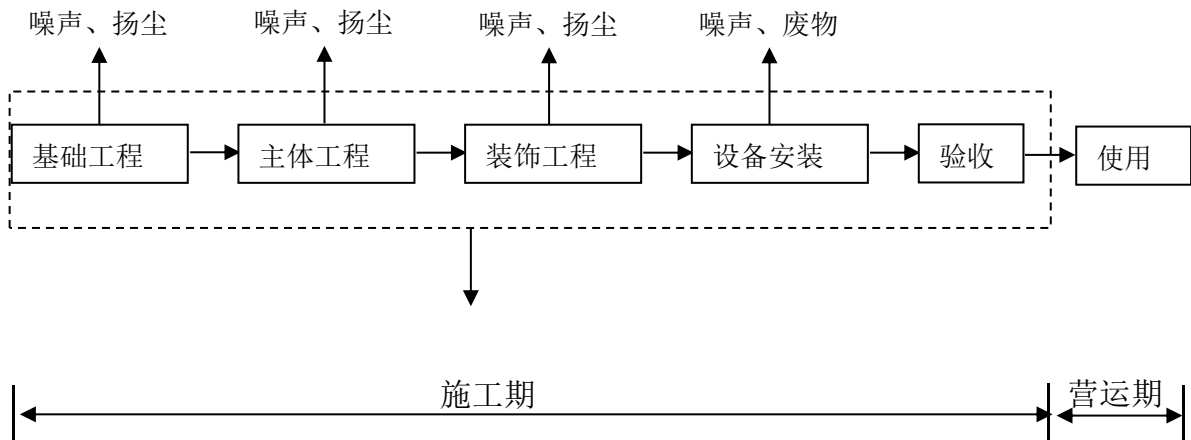 噪声、扬尘
噪声、扬尘
噪声、扬尘
噪声、废物
基础工程
主体工程
装饰工程
设备安装
验收
使用
施工期
营运期